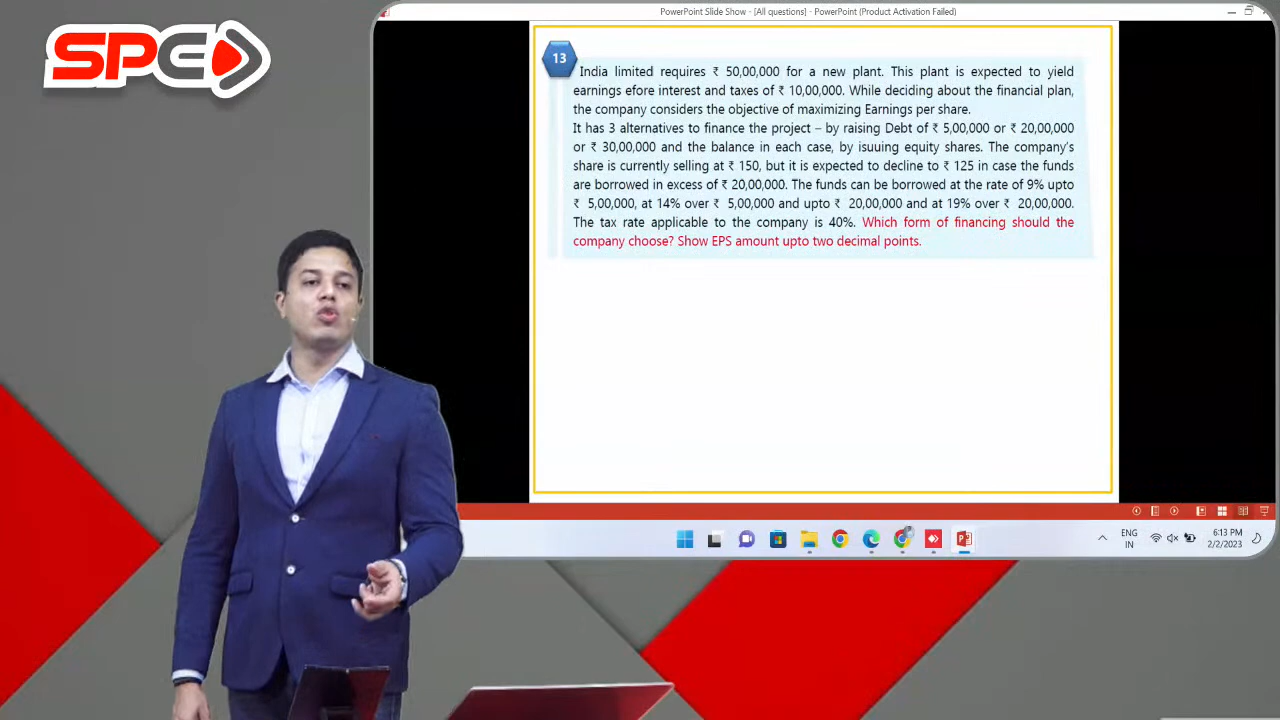 SPC
PowerPoint Slide Show - [All questions] - PowerPoint (Product Activation Failed)
13
India limited requires ₹ 50,00,000 for a new plant. This plant is expected to yield
earnings efore interest and taxes of ₹ 10,00,000. While deciding about the financial plan,
the company considers the objective of maximizing Earnings per share.
It has 3 alternatives to finance the project – by raising Debt of ₹ 5,00,000 or ₹ 20,00,000
or ₹ 30,00,000 and the balance in each case, by isuuing equity shares. The company's
share is currently selling at ₹ 150, but it is expected to decline to ₹ 125 in case the funds
are borrowed in excess of ₹ 20,00,000. The funds can be borrowed at the rate of 9% upto
₹ 5,00,000, at 14% over ₹ 5,00,000 and upto ₹ 20,00,000 and at 19% over ₹ 20,00,000.
The tax rate applicable to the company is 40%. Which form of financing should the
company choose? Show EPS amount upto two decimal points.
ENG
IN
6:13 PM
2/2/2023